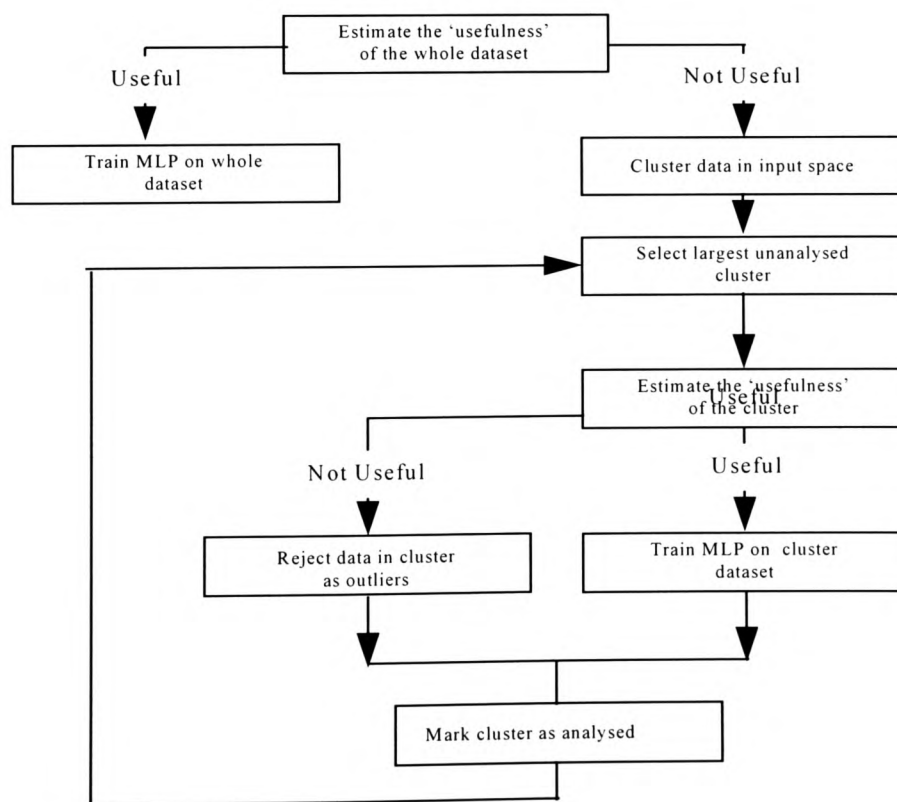 Estimate the ‘usefulness’
of the whole dataset
Useful
Not Useful
Train MLP on whole
dataset
Cluster data in input space
Select largest unanalysed
cluster
Estimate the ‘usefulness’
Useful
of the cluster
Not Useful
Useful
Reject data in cluster
as outliers
Train MLP on cluster
dataset
Mark cluster as analysed